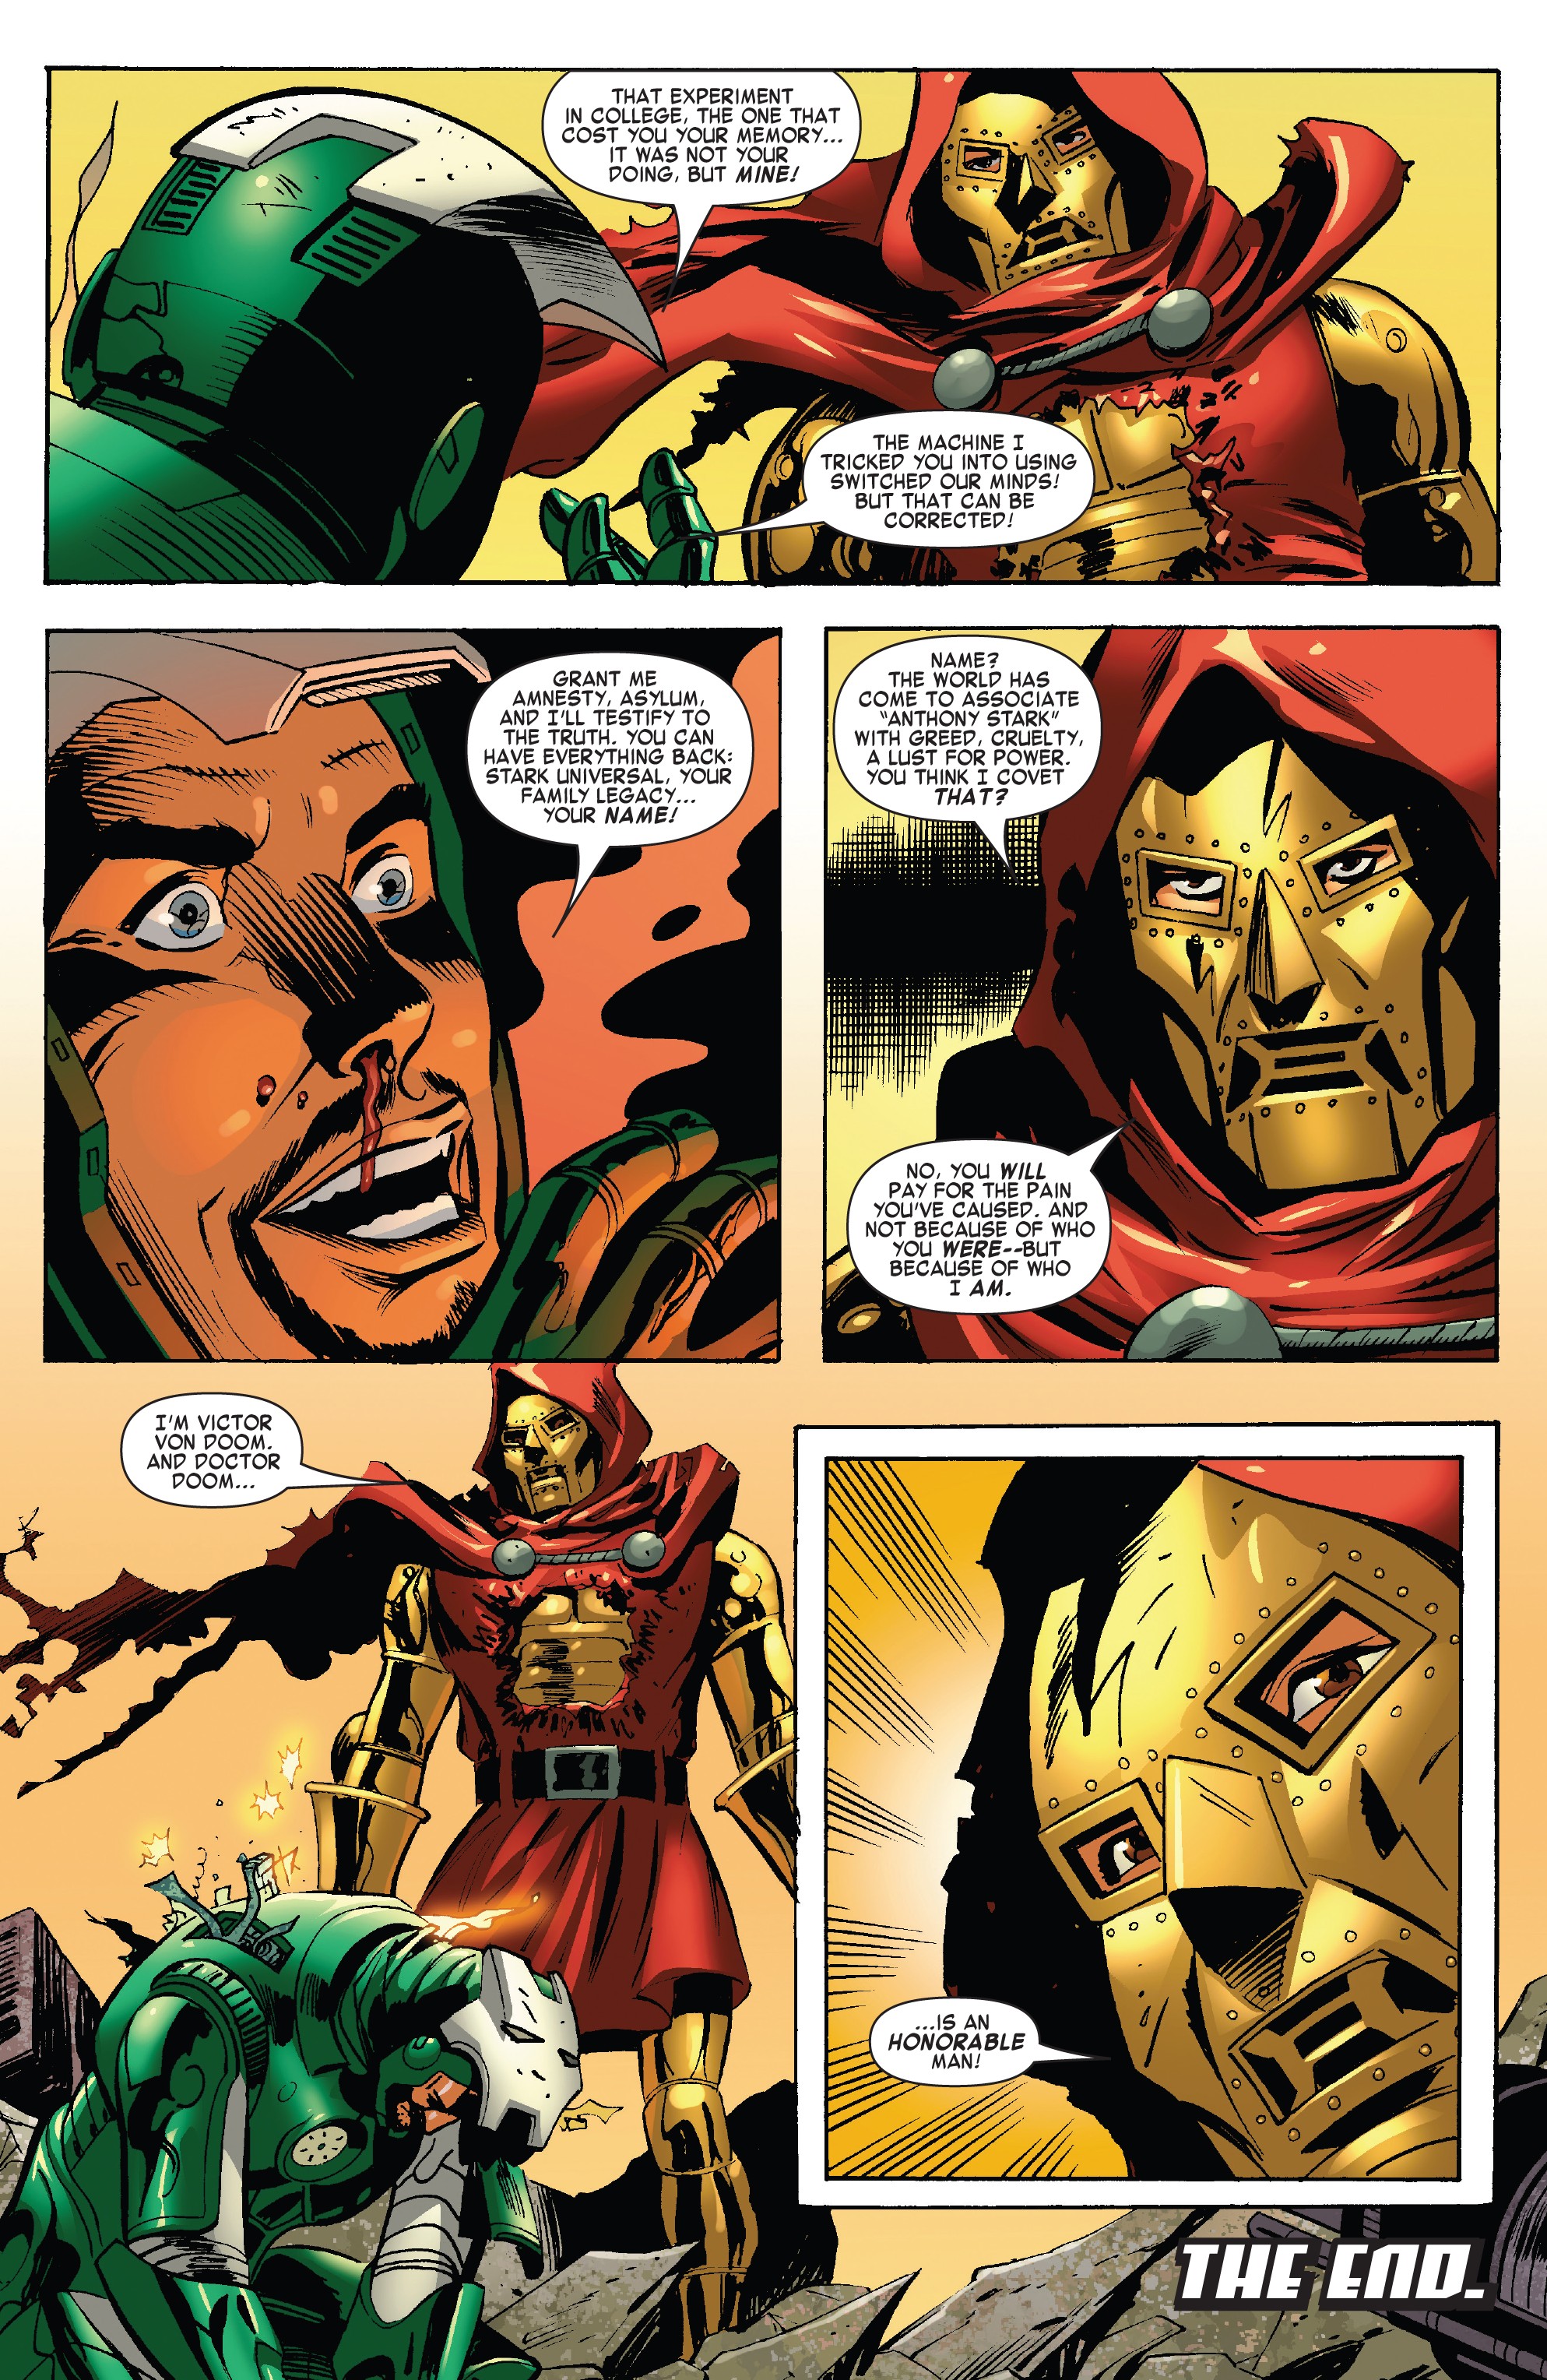 THAT EXPERIMENT
IN COLLEGE, THE ONE THAT
COST YOU YOUR MEMORY...
IT WAS NOT YOUR
DOING, BUT MINE!
THE MACHINE I
TRICKED YOU INTO USING
SWITCHED OUR MINDS!
BUT THAT CAN BE
CORRECTED!
GRANT ME
AMNESTY, ASYLUM,
AND I'LL TESTIFY TO
THE TRUTH. YOU CAN
HAVE EVERYTHING BACK:
STARK UNIVERSAL, YOUR
FAMILY LEGACY...
YOUR NAME!
NAME?
THE WORLD HAS
COME TO ASSOCIATE
"ANTHONY STARK"
WITH GREED, CRUELTY,
A LUST FOR POWER.
YOU THINK I COVET
THAT?
NO, YOU WILL
PAY FOR THE PAIN
YOU'VE CAUSED. AND
NOT BECAUSE OF WHO
YOU WERE--BUT
BECAUSE OF WHO
I AM.
I'M VICTOR
VON DOOM.
AND DOCTOR
DOOM...
...IS AN
HONORABLE
MAN!
THE END.